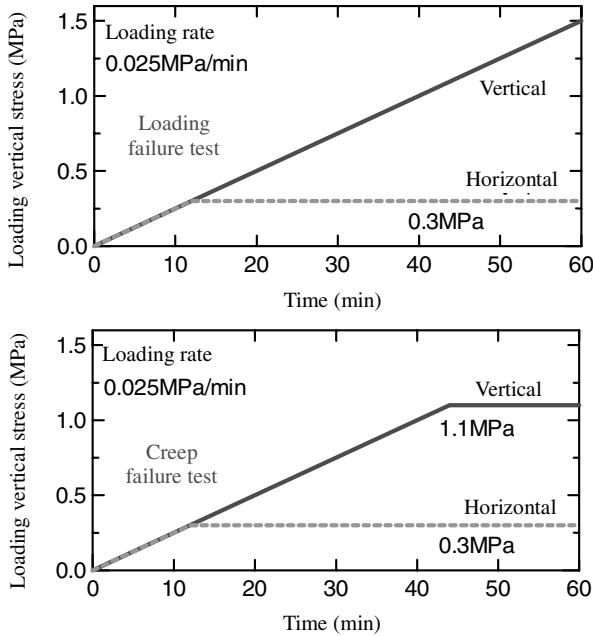 Loading vertical stress (MPa)
1.5
1.0
0.5
0.0
Loading rate
0.025MPa/min
Loading
failure test
Vertical
Horizontal
0.3MPa
0
10
20
30
40
50
60
Time (min)
Loading vertical stress (MPa)
1.5
1.0
0.5
0.0
Loading rate
0.025MPa/min
Creep
failure test
Vertical
1.1MPa
Horizontal
0.3MPa
0
10
20
30
40
50
60
Time (min)